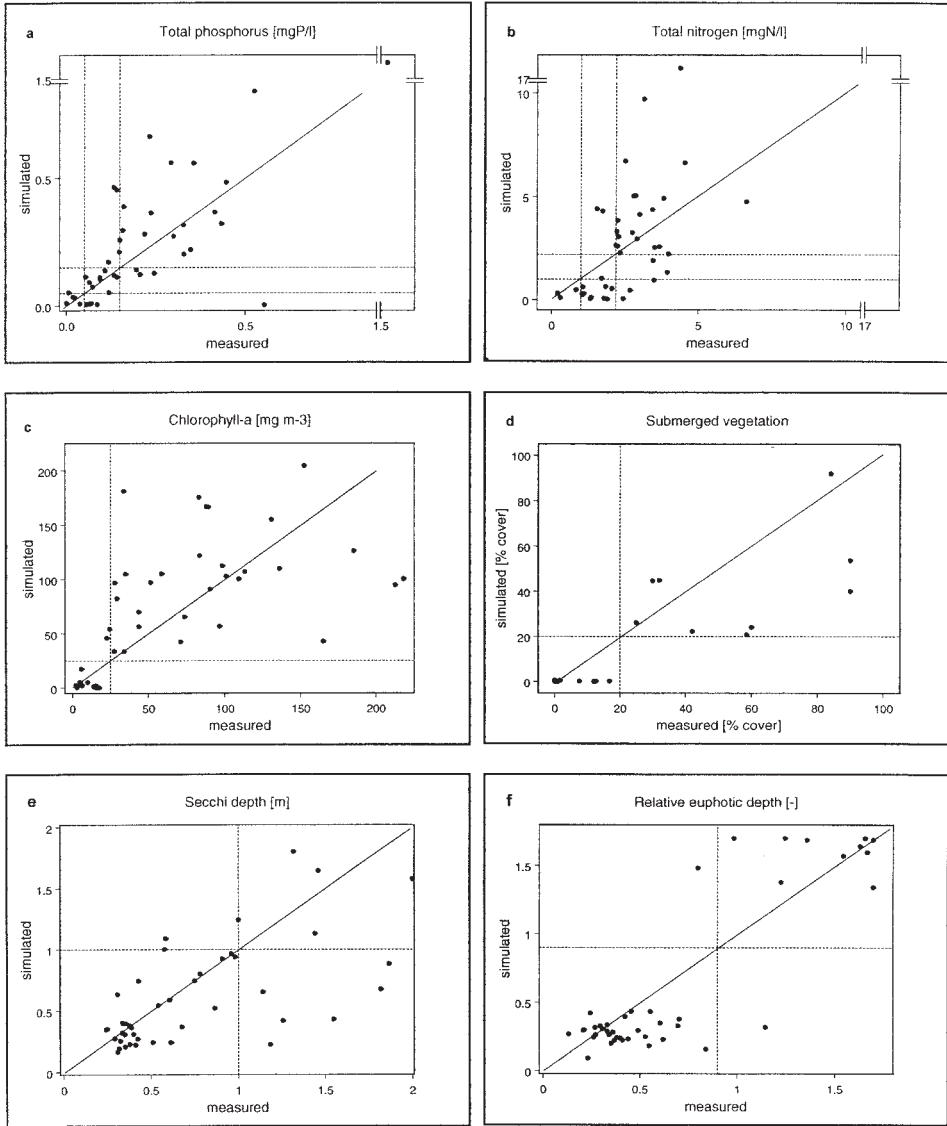 a
Total phosphorus [mgP/l]
1.5
0.5
0.0
simulated
0.0
0.5
1.5
measured
b
Total nitrogen [mgN/l]
17
10
5
0
simulated
0
5
10
17
measured
c
Chlorophyll-a [mg m-3]
200
150
100
50
0
simulated
0
50
100
150
200
measured
d
Submerged vegetation
100
80
60
40
20
0
simulated [% cover]
0
20
40
60
80
100
measured [% cover]
e
Secchi depth [m]
2
1.5
1
0.5
0
simulated
0
0.5
1
1.5
2
measured
f
Relative euphotic depth [-]
1.5
1
0.5
0
simulated
0
0.5
1
1.5
measured